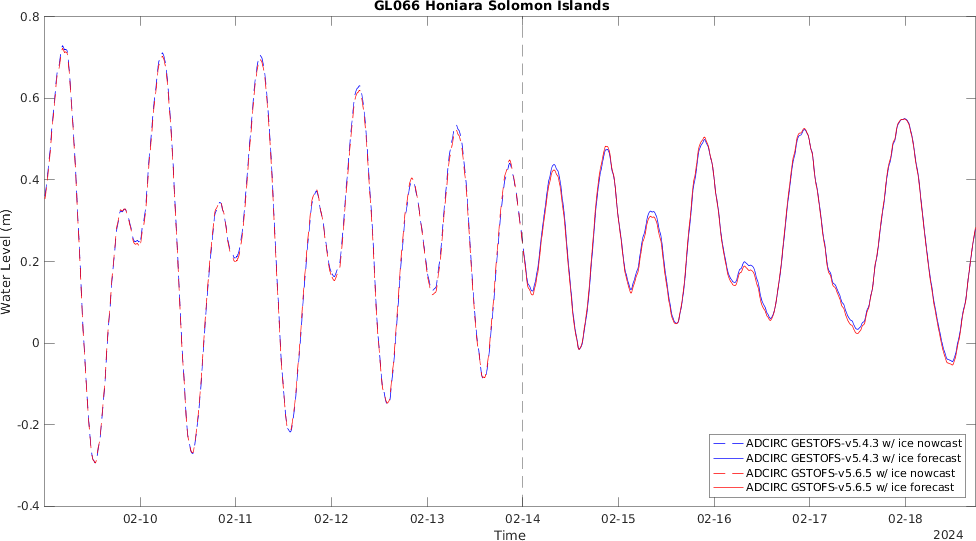 GL066 Honiara Solomon Islands
0.8
0.6
0.4
0.2
0
-0.2
-0.4
Water Level (m)
02-10 02-11 02-12 02-13 02-14 02-15 02-16 02-17 02-18
Time
2024
ADCIRC GESTOFS-v5.4.3 w/ ice nowcast
ADCIRC GESTOFS-v5.4.3 w/ ice forecast
ADCIRC GSTOFS-v5.6.5 w/ ice nowcast
ADCIRC GSTOFS-v5.6.5 w/ ice forecast